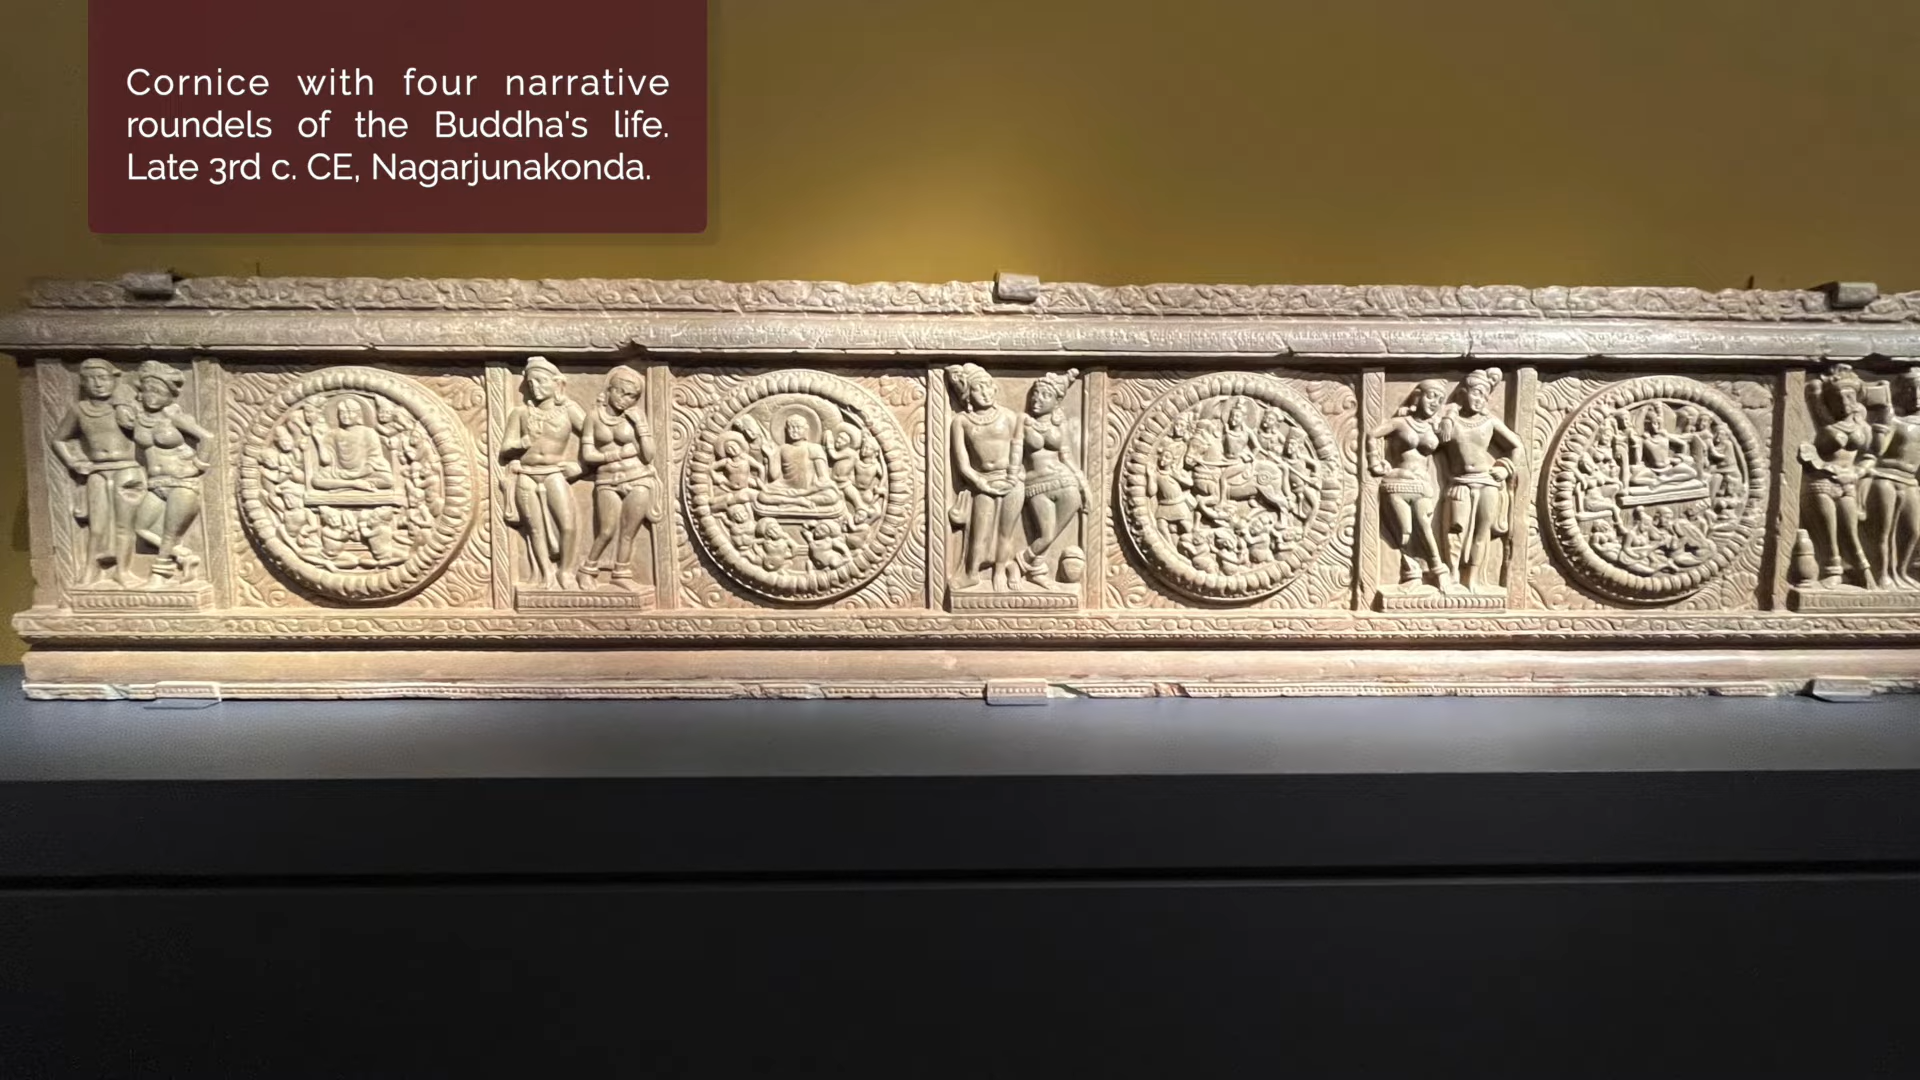 Cornice with four narrative
roundels of the Buddha's life.
Late 3rd c. CE, Nagarjunakonda.